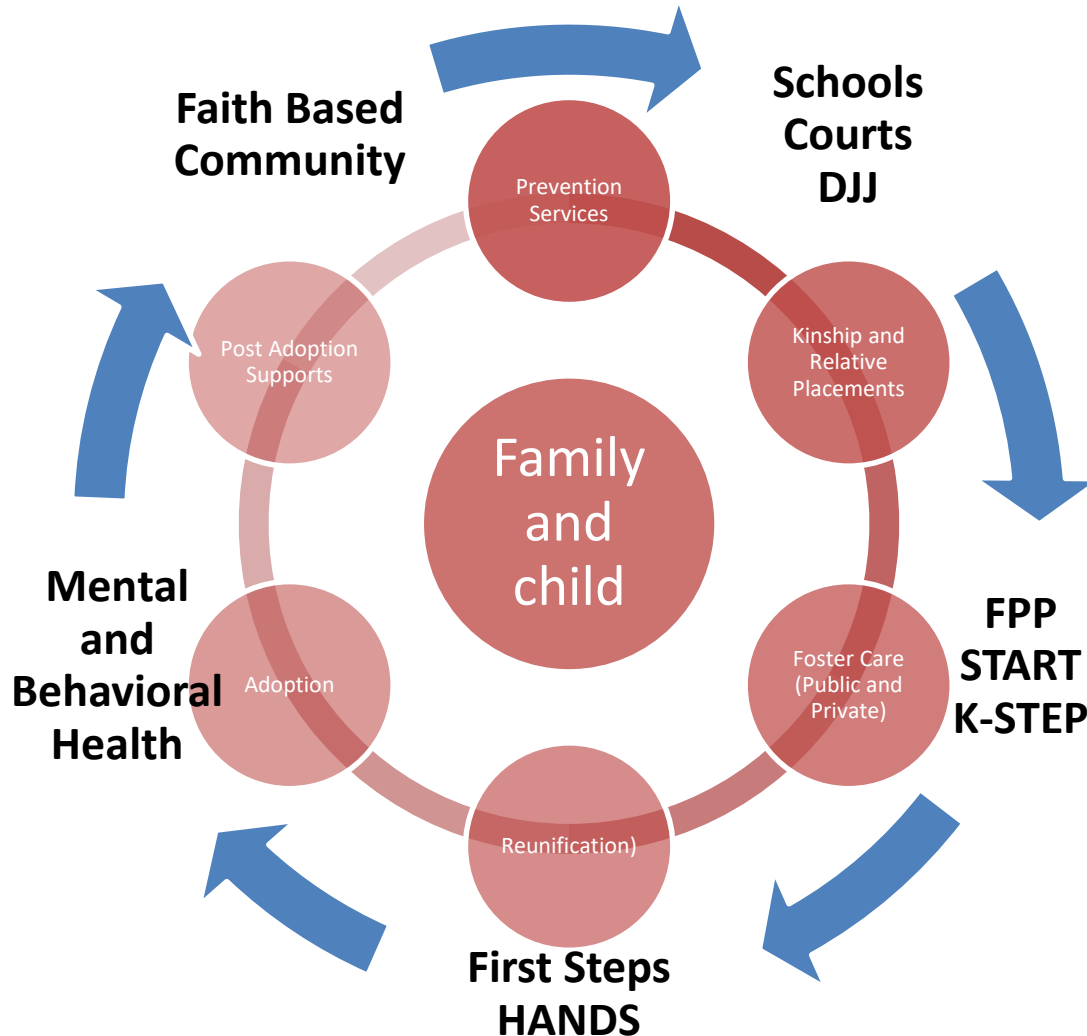 Faith Based
Community
Schools
Courts
DJJ
Prevention
Services
Kinship and
Relative
Placements
Post Adoption
Supports
Family
and
child
Mental
and
Behavioral
Health
Adoption
Foster Care
(Public and
Private)
FPP
START
K-STEP
Reunification)
First Steps
HANDS